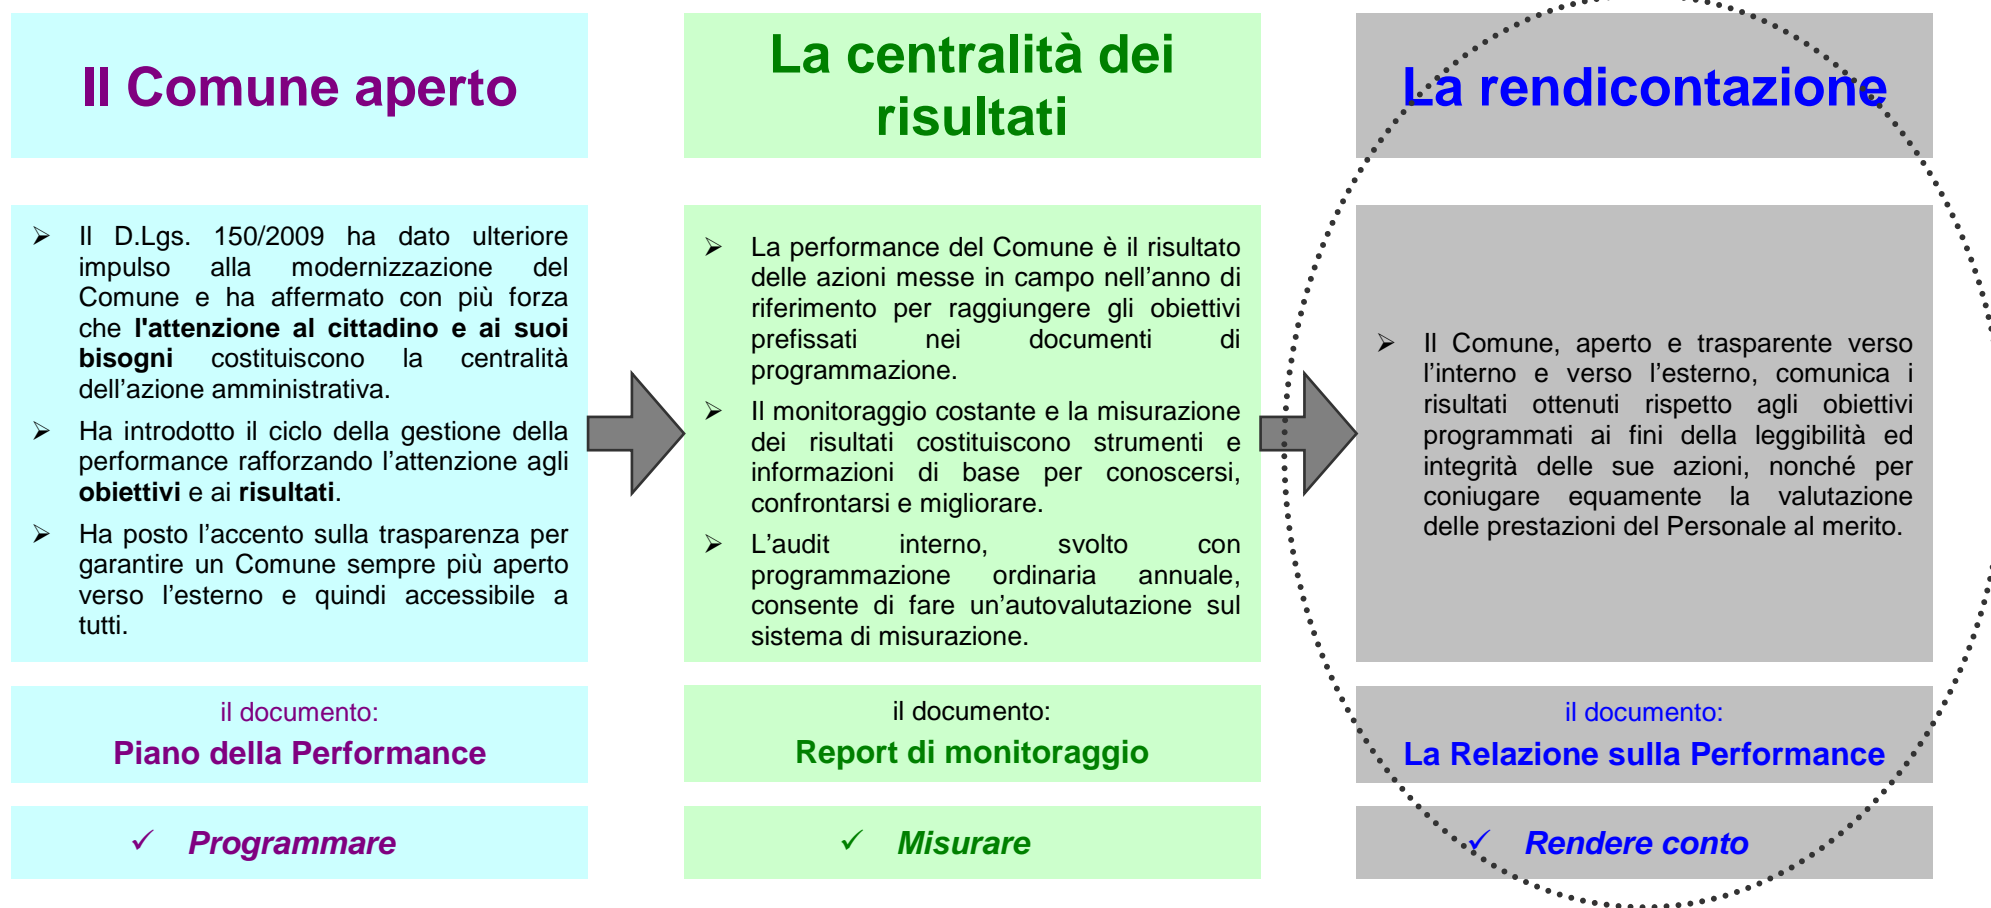 Il Comune aperto
➢ Il D.Lgs. 150/2009 ha dato ulteriore
impulso alla modernizzazione del
Comune e ha affermato con più forza
che l'attenzione al cittadino e ai suoi
bisogni costituiscono la centralità
dell’azione amministrativa.
➢ Ha introdotto il ciclo della gestione della
performance rafforzando l’attenzione agli
obiettivi e ai risultati.
➢ Ha posto l’accento sulla trasparenza per
garantire un Comune sempre più aperto
verso l’esterno e quindi accessibile a
tutti.
il documento:
Piano della Performance
✓ Programmare
La centralità dei
risultati
➢ La performance del Comune è il risultato
delle azioni messe in campo nell’anno di
riferimento per raggiungere gli obiettivi
prefissati nei documenti di
programmazione.
➢ Il monitoraggio costante e la misurazione
dei risultati costituiscono strumenti e
informazioni di base per conoscersi,
confrontarsi e migliorare.
➢ L’audit interno, svolto con
programmazione ordinaria annuale,
consente di fare un’autovalutazione sul
sistema di misurazione.
il documento:
Report di monitoraggio
✓ Misurare
La rendicontazione
➢ Il Comune, aperto e trasparente verso
l’interno e verso l’esterno, comunica i
risultati ottenuti rispetto agli obiettivi
programmati ai fini della leggibilità ed
integrità delle sue azioni, nonché per
coniugare equamente la valutazione
delle prestazioni del Personale al merito.
il documento:
La Relazione sulla Performance
✓ Rendere conto